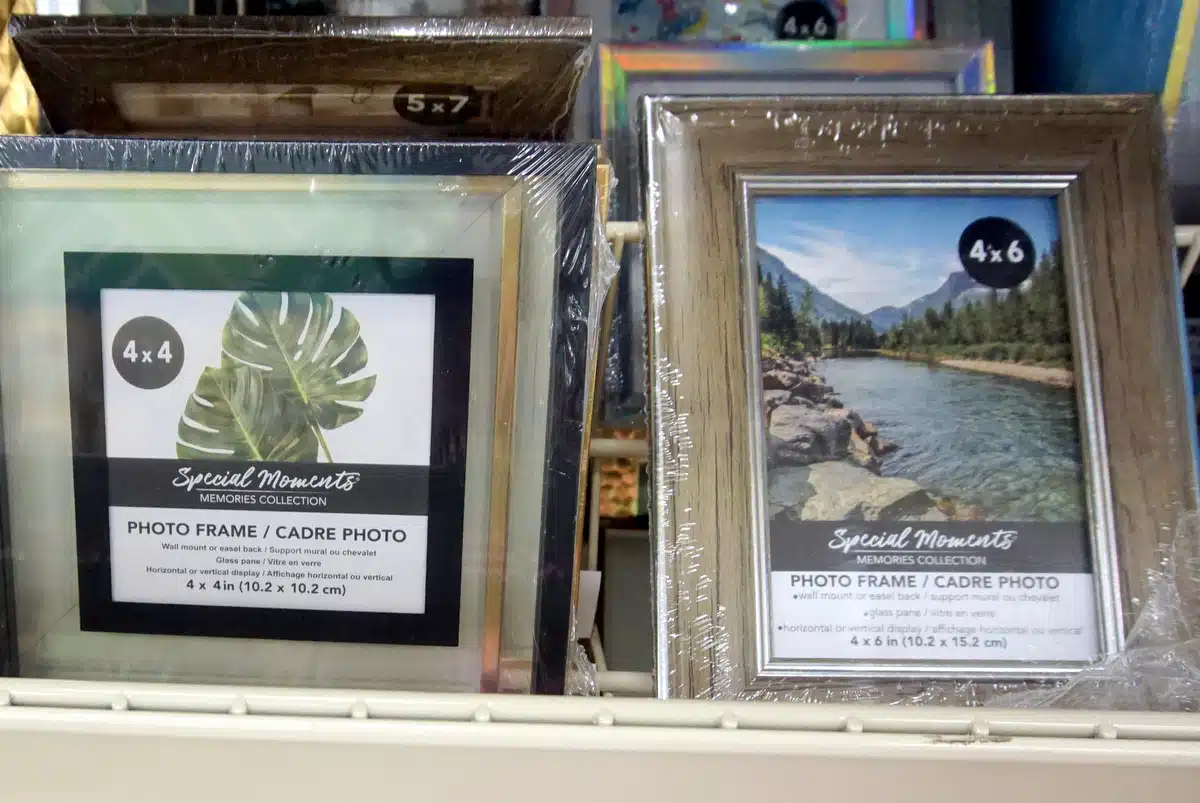 4x6
5x7
4x4
Special Moments®
MEMORIES COLLECTION
PHOTO FRAME / CADRE PHOTO
Wall mount or easel back / Support mural ou chevalet
Glass pane / Vitre en verre
Horizontal or vertical display / Affichage horizontal ou vertical
4 x 4in (10.2 x 10.2 cm)
4x6
Special Moments®
MEMORIES COLLECTION
PHOTO FRAME / CADRE PHOTO
•wall mount or easel back / support mural ou chevalet
•glass pane / vitre en verre
•horizontal or vertical display / affichage horizontal ou vertical
4 x 6 in (10.2 x 15.2 cm)